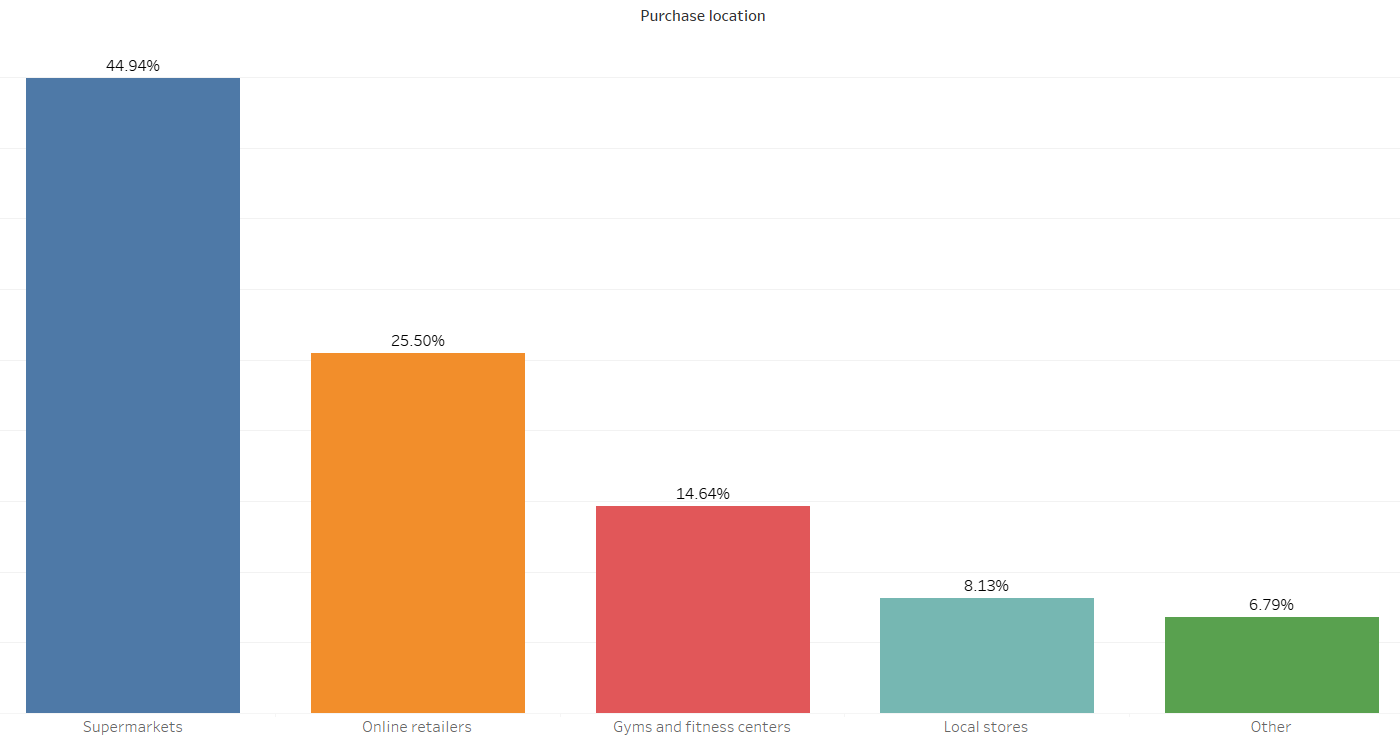 Purchase location
44.94%
25.50%
14.64%
8.13%
6.79%
Supermarkets
Online retailers
Gyms and fitness centers
Local stores
Other